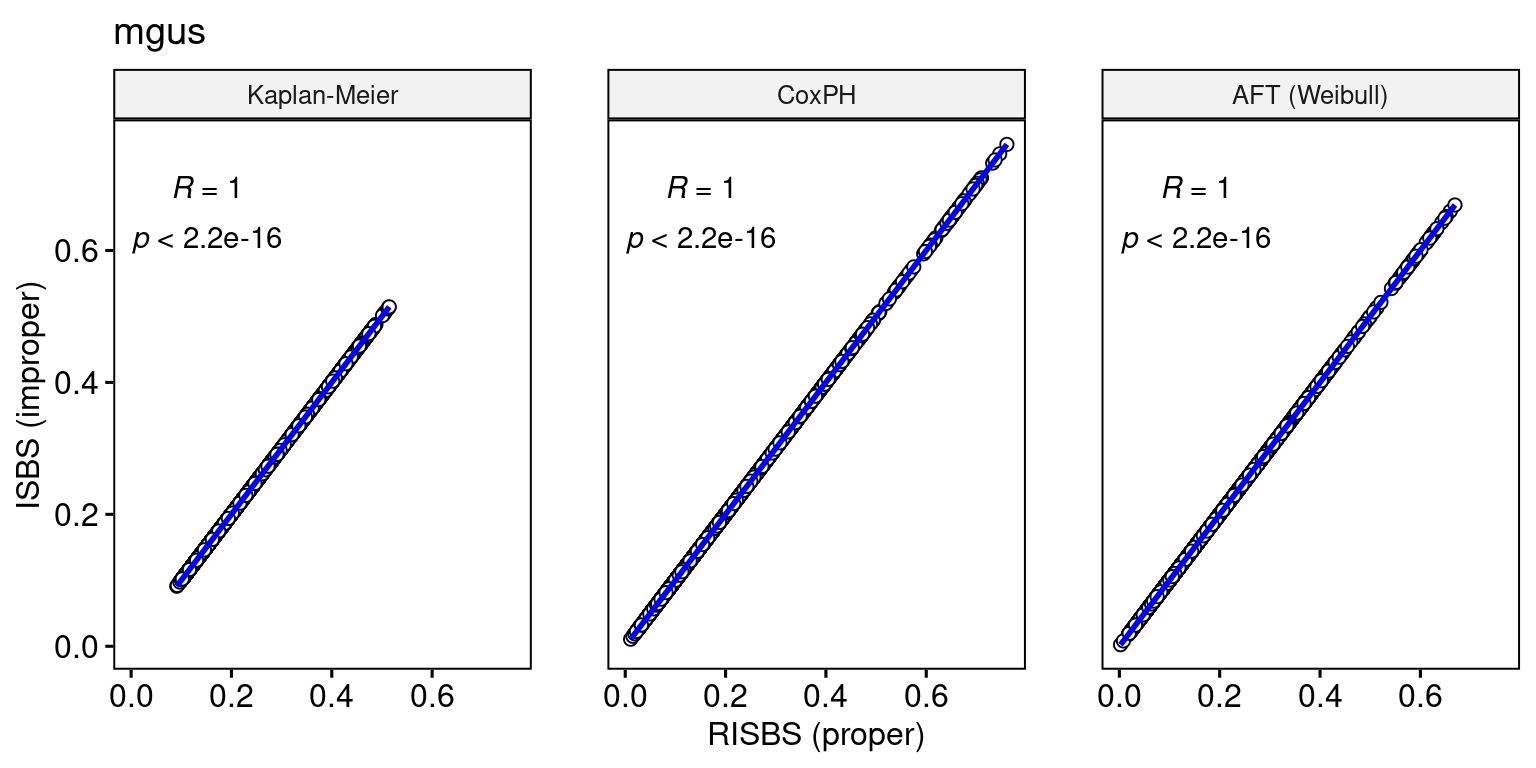 mgus
Kaplan-Meier
CoxPH
AFT (Weibull)
R = 1
p < 2.2e-16
R = 1
p < 2.2e-16
R = 1
p < 2.2e-16
ISBS (improper)
0.6
0.4
0.2
0.0
0.0 0.2 0.4 0.6
0.0 0.2 0.4 0.6
0.0 0.2 0.4 0.6
RISBS (proper)